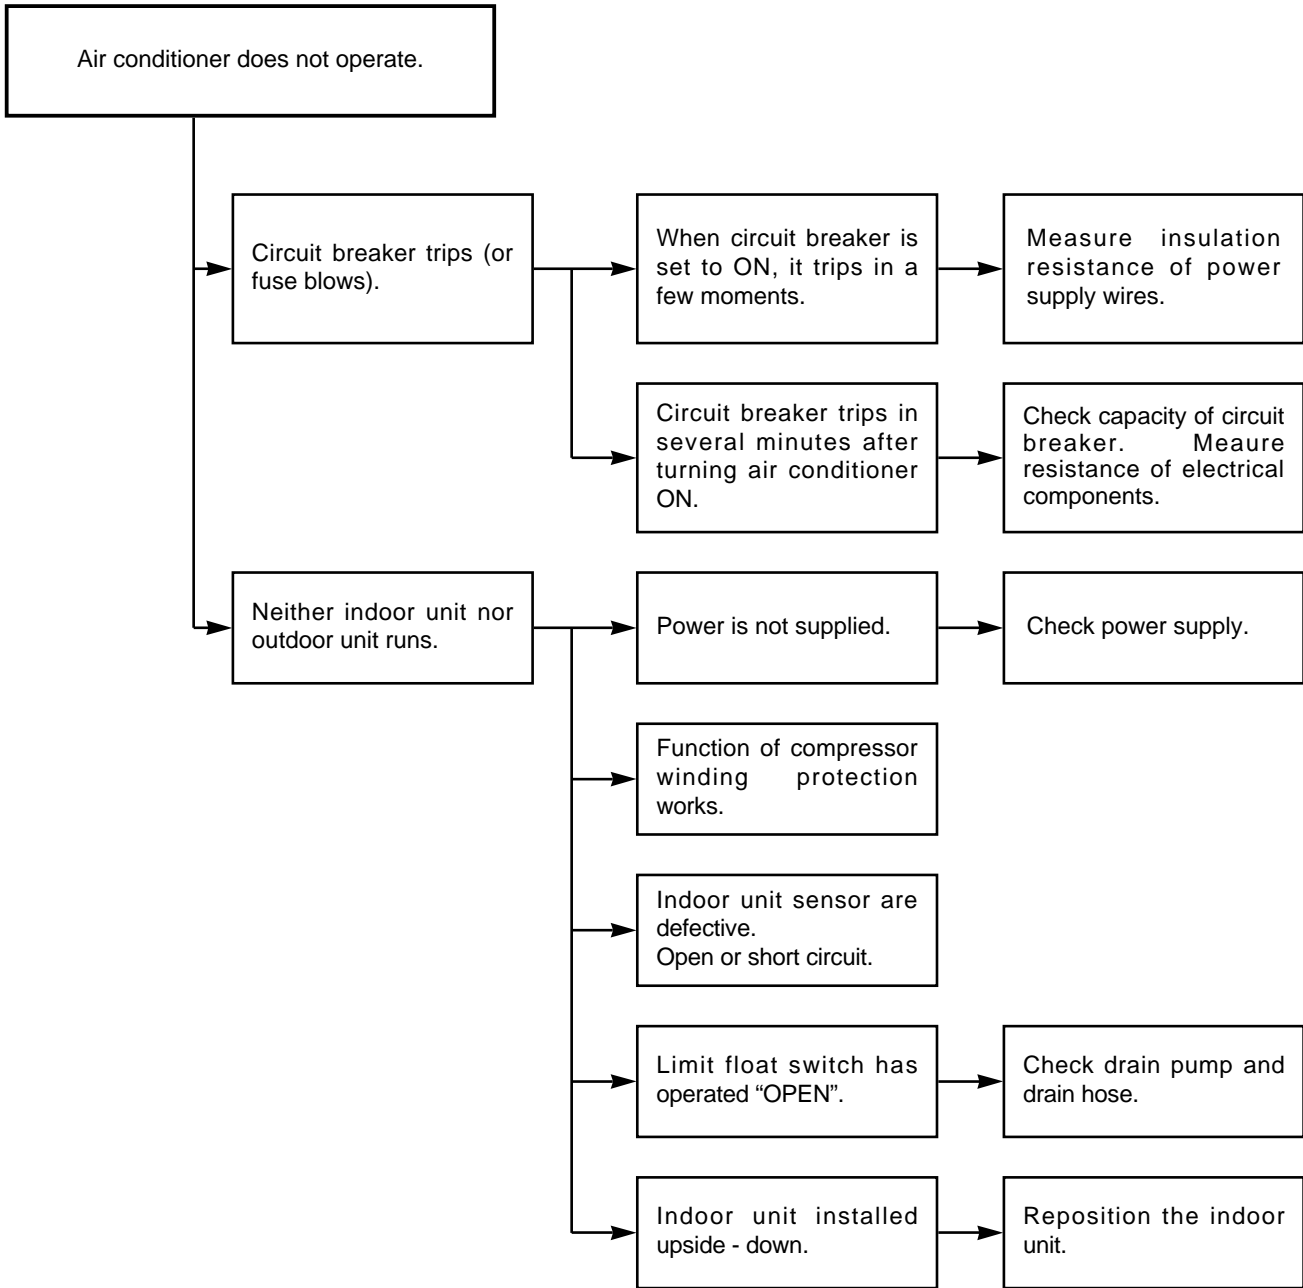 Air conditioner does not operate.
Circuit breaker trips (or
fuse blows).
When circuit breaker is
set to ON, it trips in a
few moments.
Measure insulation
resistance of power
supply wires.
Circuit breaker trips in
several minutes after
turning air conditioner
ON.
Check capacity of circuit
breaker. Meaure
resistance of electrical
components.
Neither indoor unit nor
outdoor unit runs.
Power is not supplied.
Check power supply.
Function of compressor
winding protection
works.
Indoor unit sensor are
defective.
Open or short circuit.
Limit float switch has
operated “OPEN”.
Check drain pump and
drain hose.
Indoor unit installed
upside - down.
Reposition the indoor
unit.